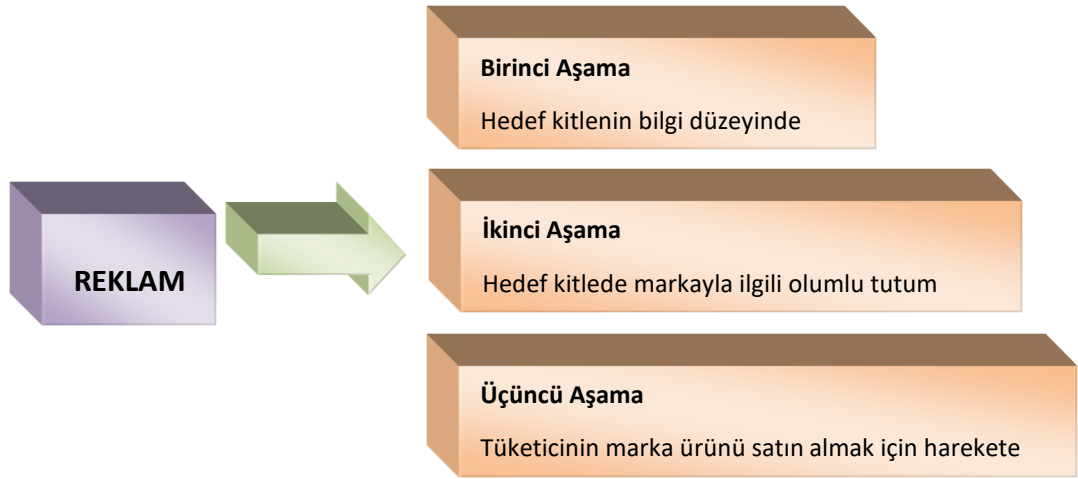 REKLAM
Birinci Aşama
Hedef kitlenin bilgi düzeyinde
İkinci Aşama
Hedef kitlede markayla ilgili olumlu tutum
Üçüncü Aşama
Tüketicinin marka ürünü satın almak için harekete